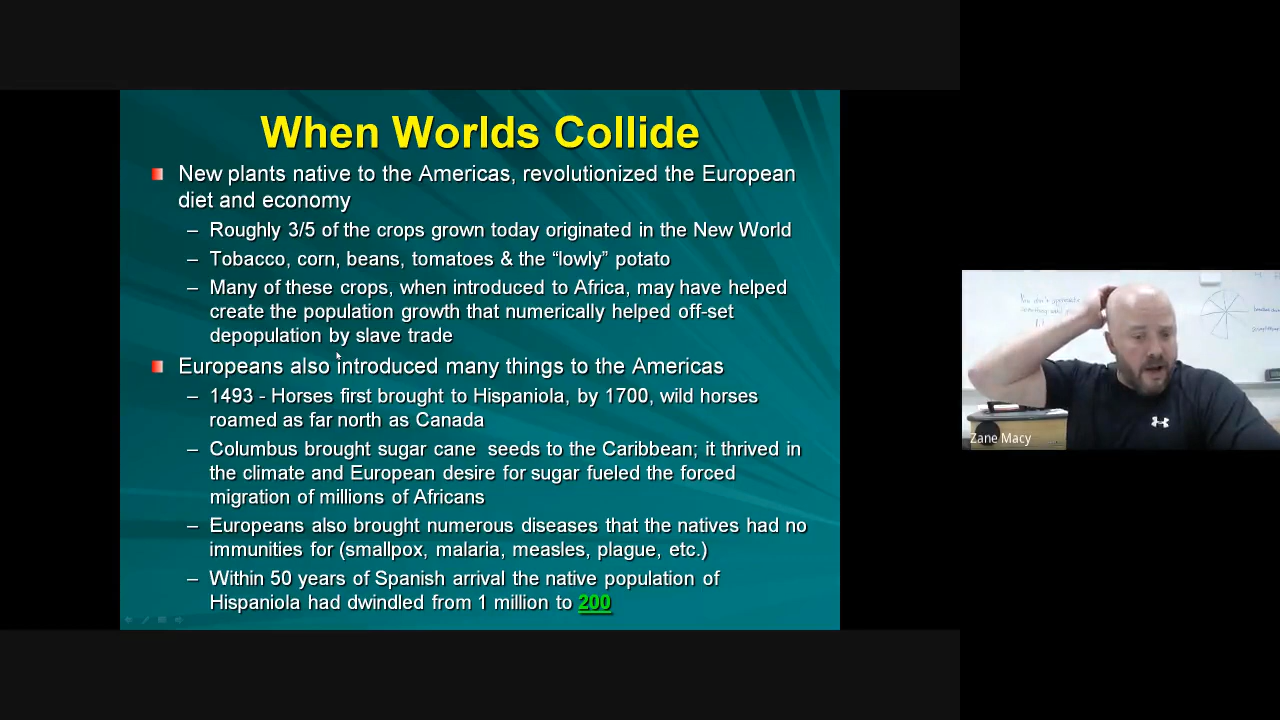 When Worlds Collide
New plants native to the Americas, revolutionized the European
diet and economy
– Roughly 3/5 of the crops grown today originated in the New World
– Tobacco, corn, beans, tomatoes & the “lowly” potato
– Many of these crops, when introduced to Africa, may have helped
create the population growth that numerically helped off-set
depopulation by slave trade
Europeans also introduced many things to the Americas
– 1493 - Horses first brought to Hispaniola, by 1700, wild horses
roamed as far north as Canada
– Columbus brought sugar cane seeds to the Caribbean; it thrived in
the climate and European desire for sugar fueled the forced
migration of millions of Africans
– Europeans also brought numerous diseases that the natives had no
immunities for (smallpox, malaria, measles, plague, etc.)
– Within 50 years of Spanish arrival the native population of
Hispaniola had dwindled from 1 million to 200
Zane Macy